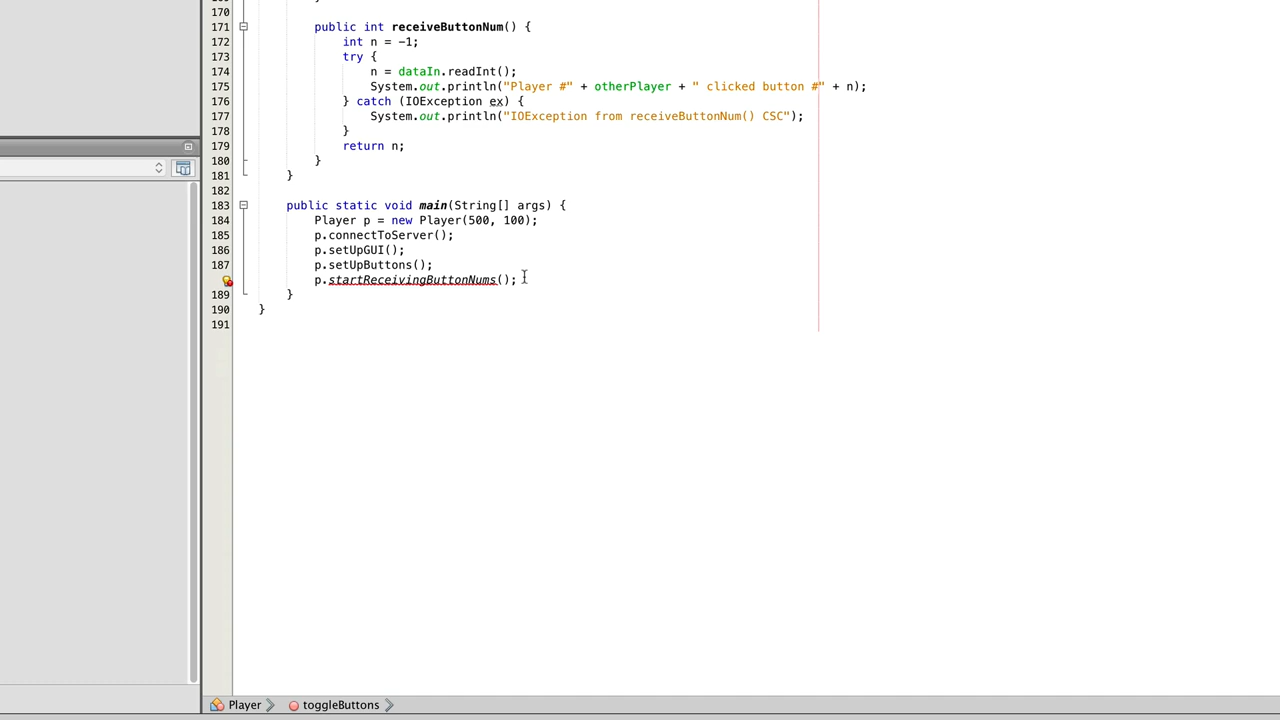 170
171 public int receiveButtonNum() {
172 int n = -1;
173 try {
174 n = dataIn.readInt();
175 System.out.println("Player #" + otherPlayer + " clicked button #" + n);
176 } catch (IOException ex) {
177 System.out.println("IOException from receiveButtonNum() CSC");
178 }
179 return n;
180 }
181 }
182
183 public static void main(String[] args) {
184 Player p = new Player(500, 100);
185 p.connectToServer();
186 p.setUpGUI();
187 p.setUpButtons();
p.startReceivingButtonNums();
189 }
190 }
191
Player toggleButtons